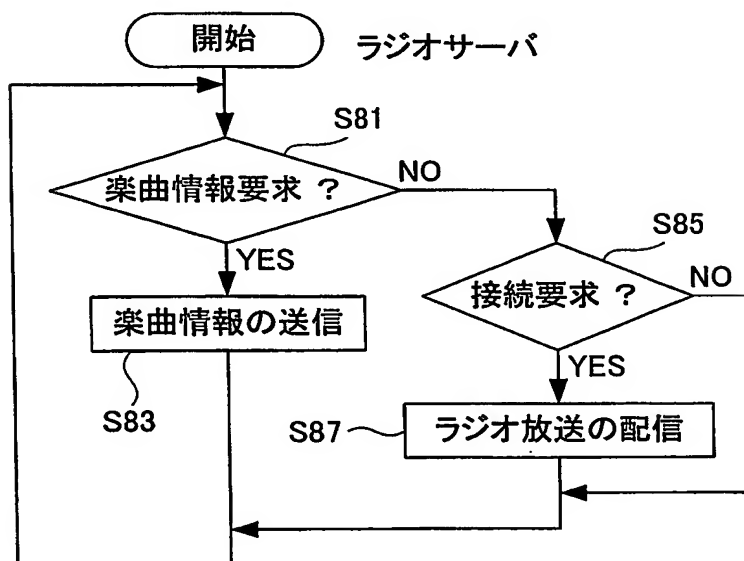 開始
ラジオサーバ
S81
楽曲情報要求 ?
NO
S85
YES
接続要求 ?
NO
楽曲情報の送信
YES
S83
S87
ラジオ放送の配信